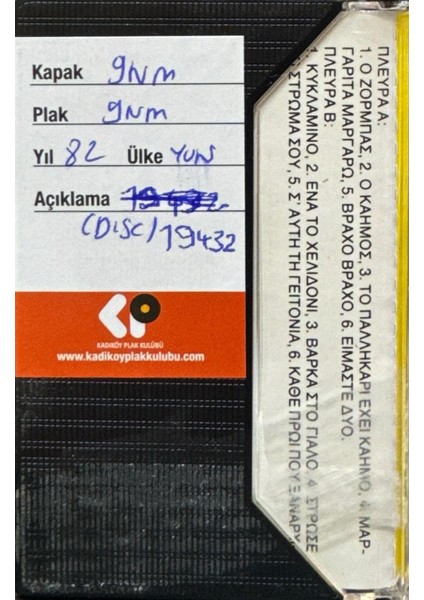 Kapak 9NM
Plak 9NM
Yıl 82 Ülke YUN
Açıklama
(DISC) 19432
KP
KADIKÖY PLAK KULÜBÜ
www.kadikoyplakkulubu.com
ΠΛΕΥΡΑ Α:
1. Ο ΖΟΡΜΠΑΣ, 2. Ο ΚΑΗΜΟΣ, 3. ΤΟ ΠΑΛΛΗΚΑΡΙ ΕΧΕΙ ΚΑΗΜΟ, 4. ΜΑΡ-
ΓΑΡΙΤΑ ΜΑΡΓΑΡΩ, 5. ΒΡΑΧΟ ΒΡΑΧΟ, 6. ΕΙΜΑΣΤΕ ΔΥΟ.
ΠΛΕΥΡΑ Β:
1. ΚΥΚΛΑΜΙΝΟ, 2. ΕΝΑ ΤΟ ΧΕΛΙΔΟΝΙ, 3. ΒΑΡΚΑ ΣΤΟ ΓΙΑΛΟ, 4. ΣΤΡΩΣΕ
ΣΤΡΩΜΑ ΣΟΥ, 5. Σ' ΑΥΤΗ ΤΗ ΓΕΙΤΟΝΙΑ, 6. ΚΑΘΕ ΠΡΩΙ ΠΟΥ